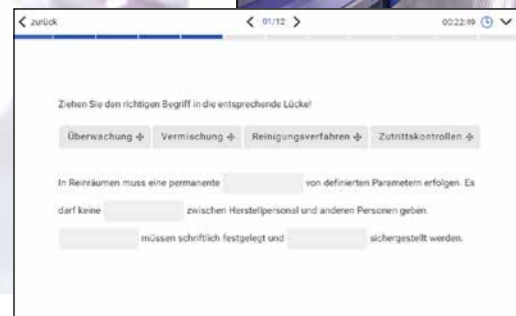 zurück
01/12
00:22:49
Ziehen Sie den richtigen Begriff in die entsprechende Lücke!
Überwachung Vermischung Reinigungsverfahren Zutrittskontrollen
In Reinräumen muss eine permanente von definierten Parametern erfolgen. Es
darf keine zwischen Herstellpersonal und anderen Personen geben.
müssen schriftlich festgelegt und sichergestellt werden.